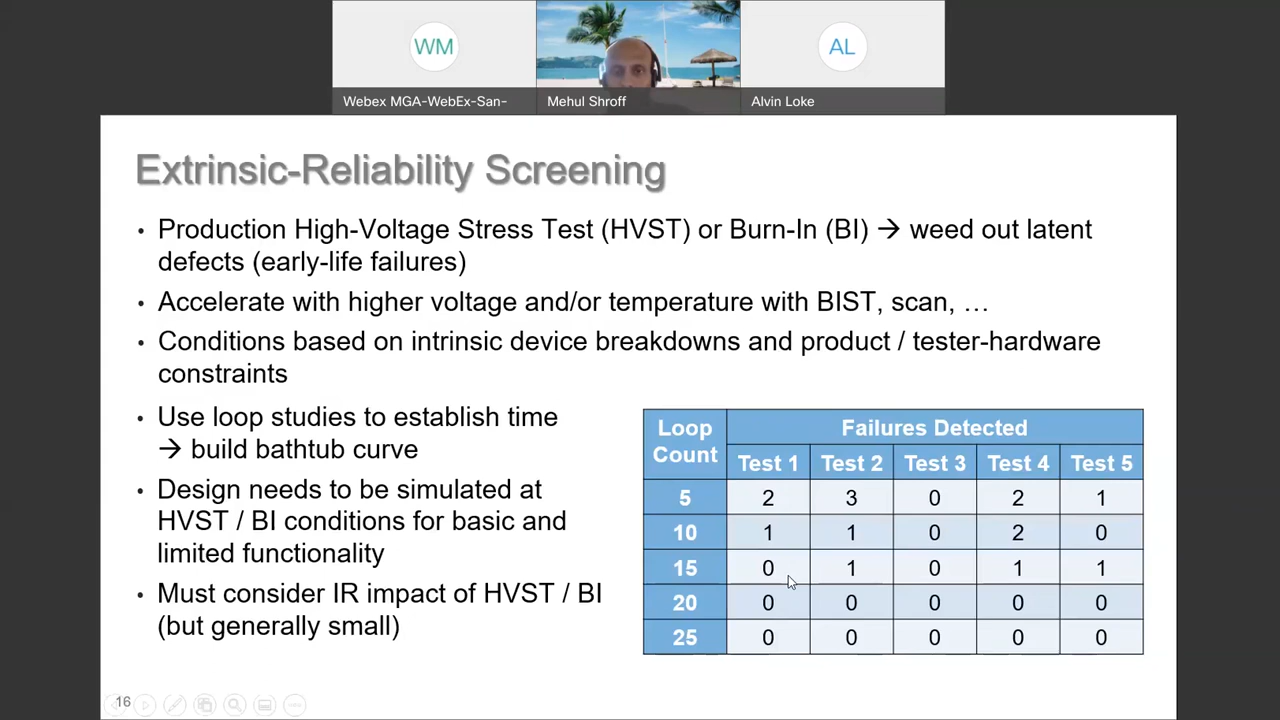 WM
AL
Webex MGA-WebEx-San-
Mehul Shroff
Alvin Loke
Extrinsic-Reliability Screening
• Production High-Voltage Stress Test (HVST) or Burn-In (BI) → weed out latent
defects (early-life failures)
• Accelerate with higher voltage and/or temperature with BIST, scan, …
• Conditions based on intrinsic device breakdowns and product / tester-hardware
constraints
• Use loop studies to establish time
→ build bathtub curve
• Design needs to be simulated at
HVST / BI conditions for basic and
limited functionality
• Must consider IR impact of HVST / BI
(but generally small)
Loop Count Failures Detected
Test 1 Test 2 Test 3 Test 4 Test 5
5 2 3 0 2 1
10 1 1 0 2 0
15 0 1 0 1 1
20 0 0 0 0 0
25 0 0 0 0 0
16